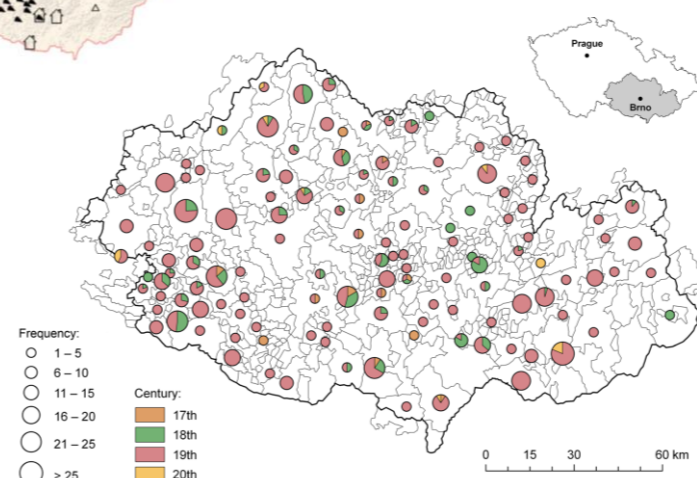 Prague
Brno
Frequency:
1 – 5
6 – 10
11 – 15
16 – 20
21 – 25
> 25
Century:
17th
18th
19th
20th
0 15 30 60 km